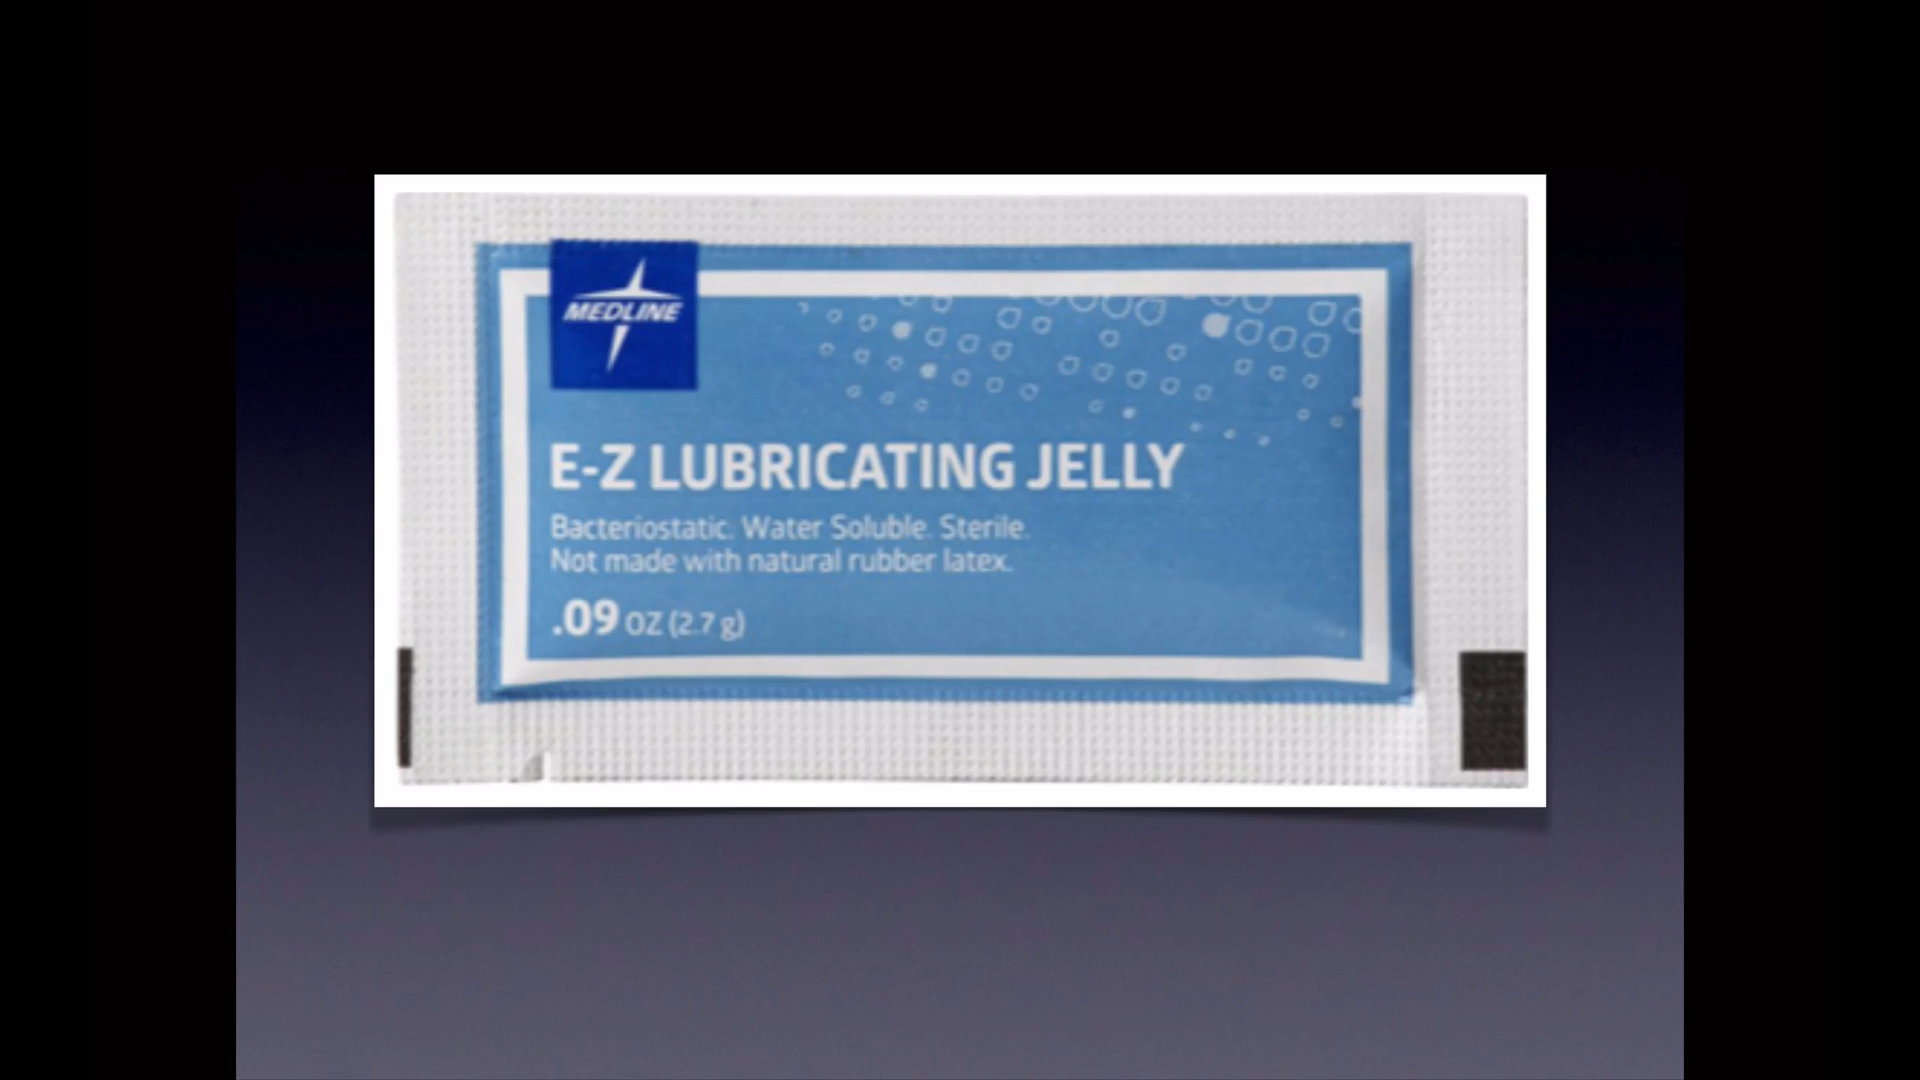 MEDLINE
E-Z LUBRICATING JELLY
Bacteriostatic. Water Soluble. Sterile.
Not made with natural rubber latex.
.09 OZ (2.7 g)